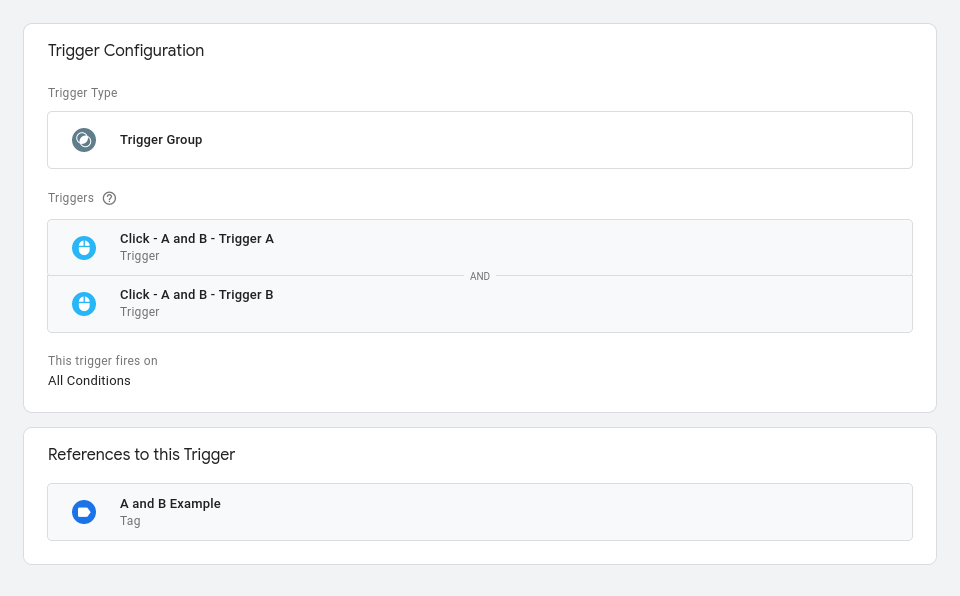 Trigger Configuration
Trigger Type
Trigger Group
Triggers
Click - A and B - Trigger A
Trigger
AND
Click - A and B - Trigger B
Trigger
This trigger fires on
All Conditions
References to this Trigger
A and B Example
Tag